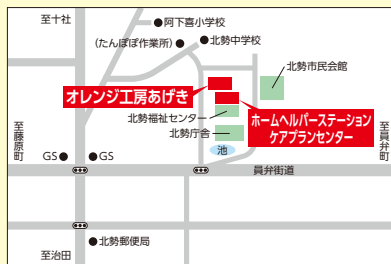 至十社
阿下喜小学校
(たんぽぽ作業所)
北勢中学校
北勢市民会館
オレンジ工房あげき
北勢福祉センター
ホームヘルパーステーション
ケアプランセンター
北勢庁舎
至藤原町
至員弁町
GS
GS
池
員弁街道
北勢郵便局
至治田